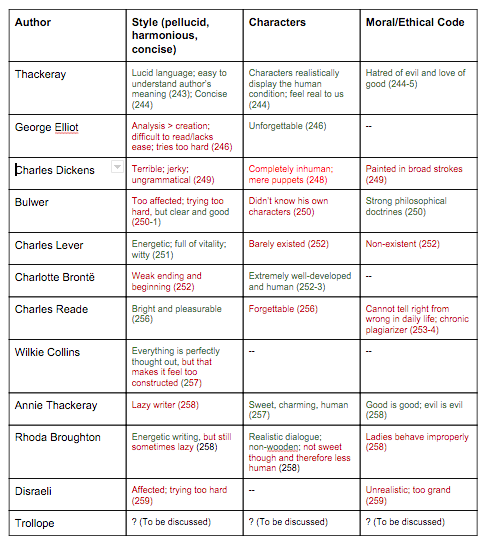 Author
Style (pellucid,
harmonious,
concise)
Characters
Moral/Ethical Code
Thackeray
Lucid language; easy to
understand author's
meaning (243); Concise
(244)
Characters realistically
display the human
condition; feel real to us
(244)
Hatred of evil and love of
good (244-5)
George Elliot
Analysis > creation;
difficult to read/lacks
ease; tries too hard (246)
Unforgettable (246)
--
Charles Dickens
Terrible; jerky;
ungrammatical (249)
Completely inhuman;
mere puppets (248)
Painted in broad strokes
(249)
Bulwer
Too affected; trying too
hard, but clear and good
(250-1)
Didn't know his own
characters (250)
Strong philosophical
doctrines (250)
Charles Lever
Energetic; full of vitality;
witty (251)
Barely existed (252)
Non-existent (252)
Charlotte Brontë
Weak ending and
beginning (252)
Extremely well-developed
and human (252-3)
--
Charles Reade
Bright and pleasurable
(256)
Forgettable (256)
Cannot tell right from
wrong in daily life; chronic
plagiarizer (253-4)
Wilkie Collins
Everything is perfectly
thought out, but that
makes it feel too
constructed (257)
--
--
Annie Thackeray
Lazy writer (258)
Sweet, charming, human
(257)
Good is good; evil is evil
(258)
Rhoda Broughton
Energetic writing, but still
sometimes lazy (258)
Realistic dialogue;
non-wooden; not sweet
though and therefore less
human (258)
Ladies behave improperly
(258)
Disraeli
Affected; trying too hard
(259)
--
Unrealistic; too grand
(259)
Trollope
? (To be discussed)
? (To be discussed)
? (To be discussed)